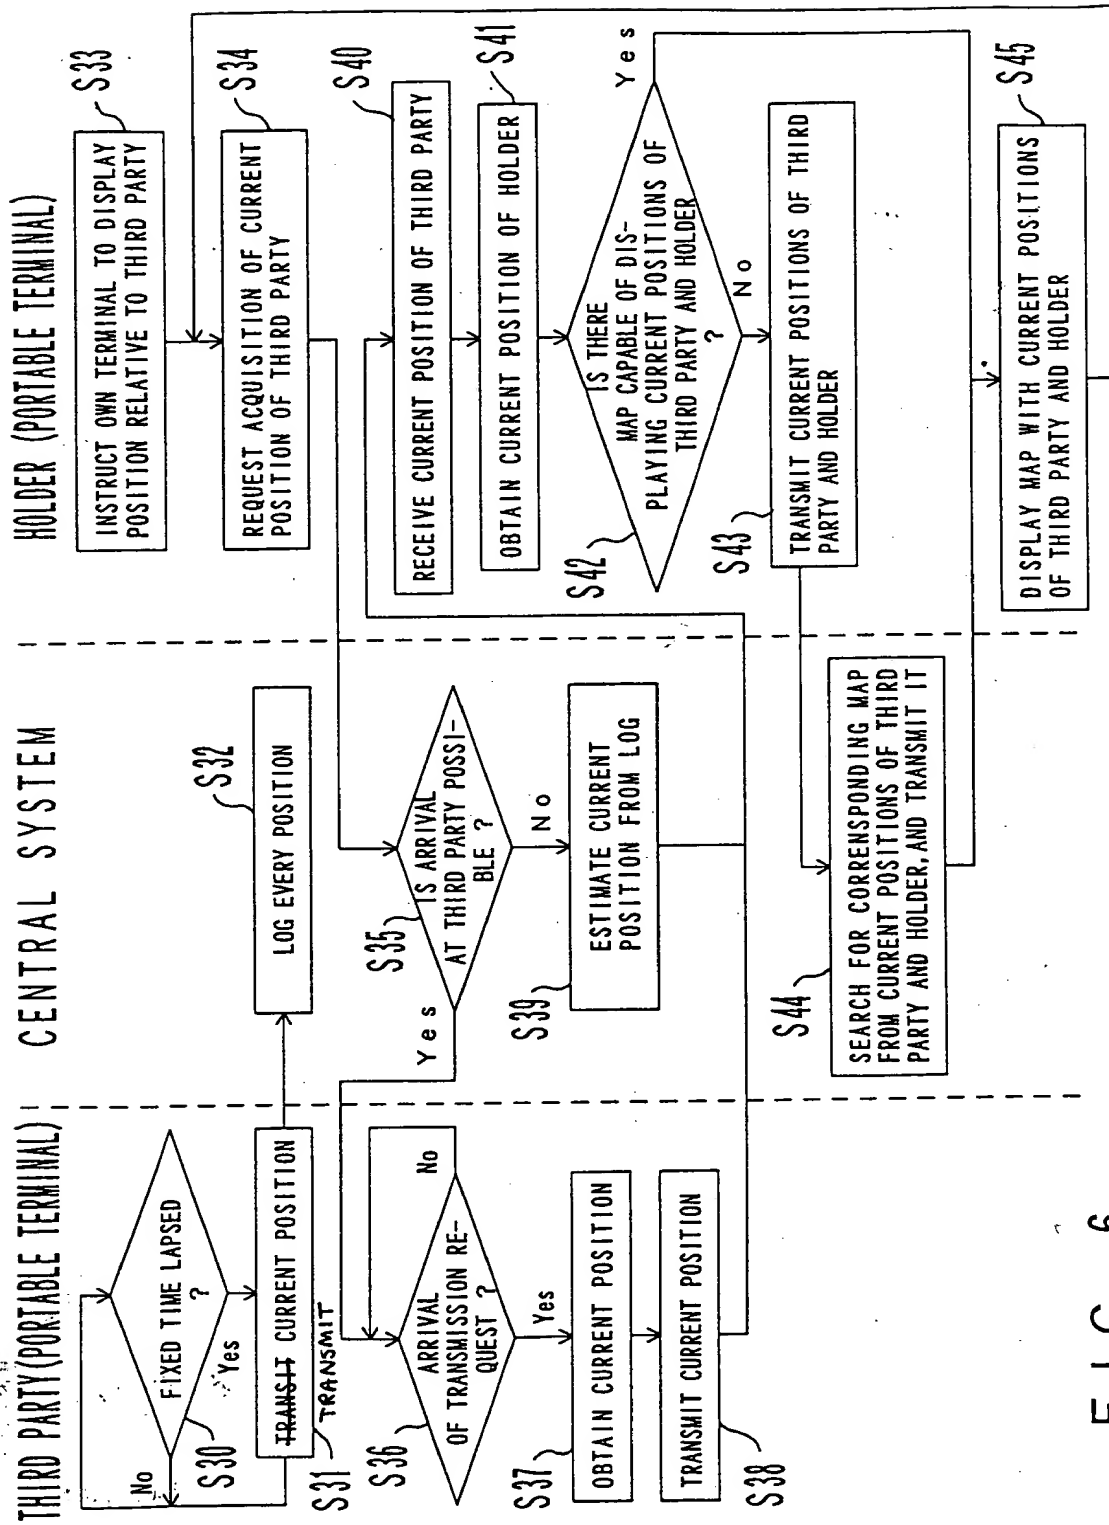 THIRD PARTY(PORTABLE TERMINAL)
FIXED TIME LAPSED
?
No
Yes
S30
TRANSIT CURRENT POSITION
TRANSMIT
S31
ARRIVAL
OF TRANSMISSION RE-
QUEST ?
No
Yes
S36
OBTAIN CURRENT POSITION
S37
TRANSMIT CURRENT POSITION
S38
CENTRAL SYSTEM
LOG EVERY POSITION
S32
IS ARRIVAL
AT THIRD PARTY POSSI-
BLE ?
S35
Yes
No
ESTIMATE CURRENT
POSITION FROM LOG
S39
SEARCH FOR CORRENSPONDING MAP
FROM CURRENT POSITIONS OF THIRD
PARTY AND HOLDER, AND TRANSMIT IT
S44
HOLDER (PORTABLE TERMINAL)
INSTRUCT OWN TERMINAL TO DISPLAY
POSITION RELATIVE TO THIRD PARTY
S33
REQUEST ACQUISITION OF CURRENT
POSITION OF THIRD PARTY
S34
RECEIVE CURRENT POSITION OF THIRD PARTY
S40
OBTAIN CURRENT POSITION OF HOLDER
S41
IS THERE
MAP CAPABLE OF DIS-
PLAYING CURRENT POSITIONS OF
THIRD PARTY AND HOLDER
?
S42
Yes
No
TRANSMIT CURRENT POSITIONS OF THIRD
PARTY AND HOLDER
S43
DISPLAY MAP WITH CURRENT POSITIONS
OF THIRD PARTY AND HOLDER
S45
FIG. 6